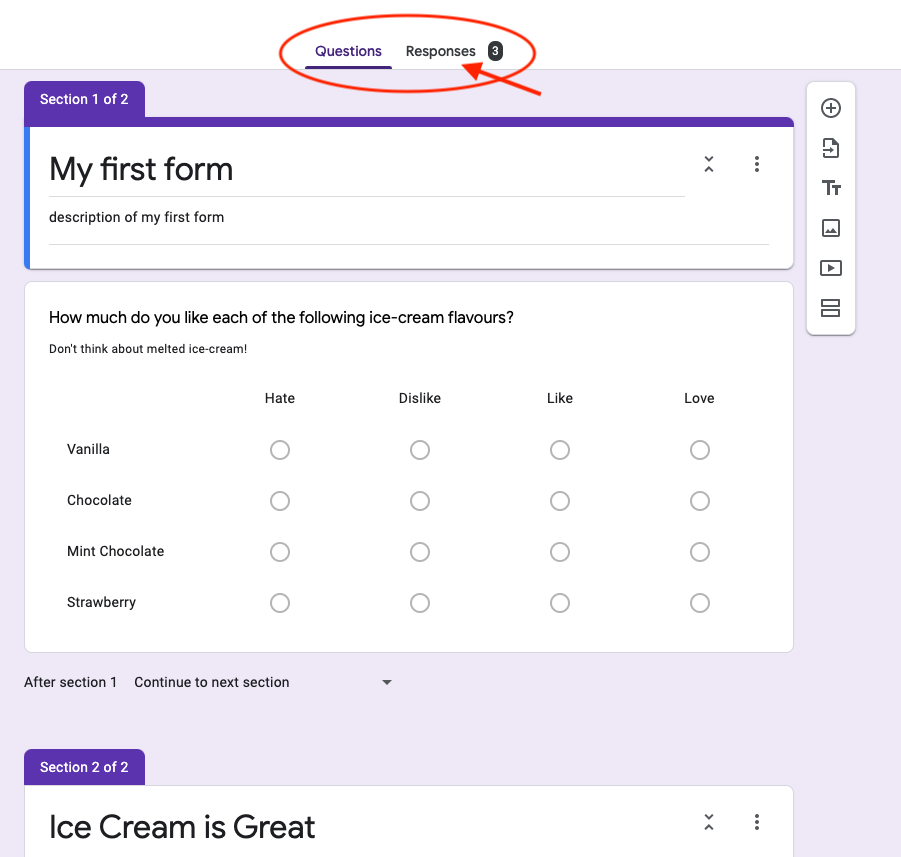 Questions Responses 3
Section 1 of 2
My first form
description of my first form
How much do you like each of the following ice-cream flavours?
Don't think about melted ice-cream!
Hate Dislike Like Love
Vanilla
Chocolate
Mint Chocolate
Strawberry
After section 1 Continue to next section
Section 2 of 2
Ice Cream is Great